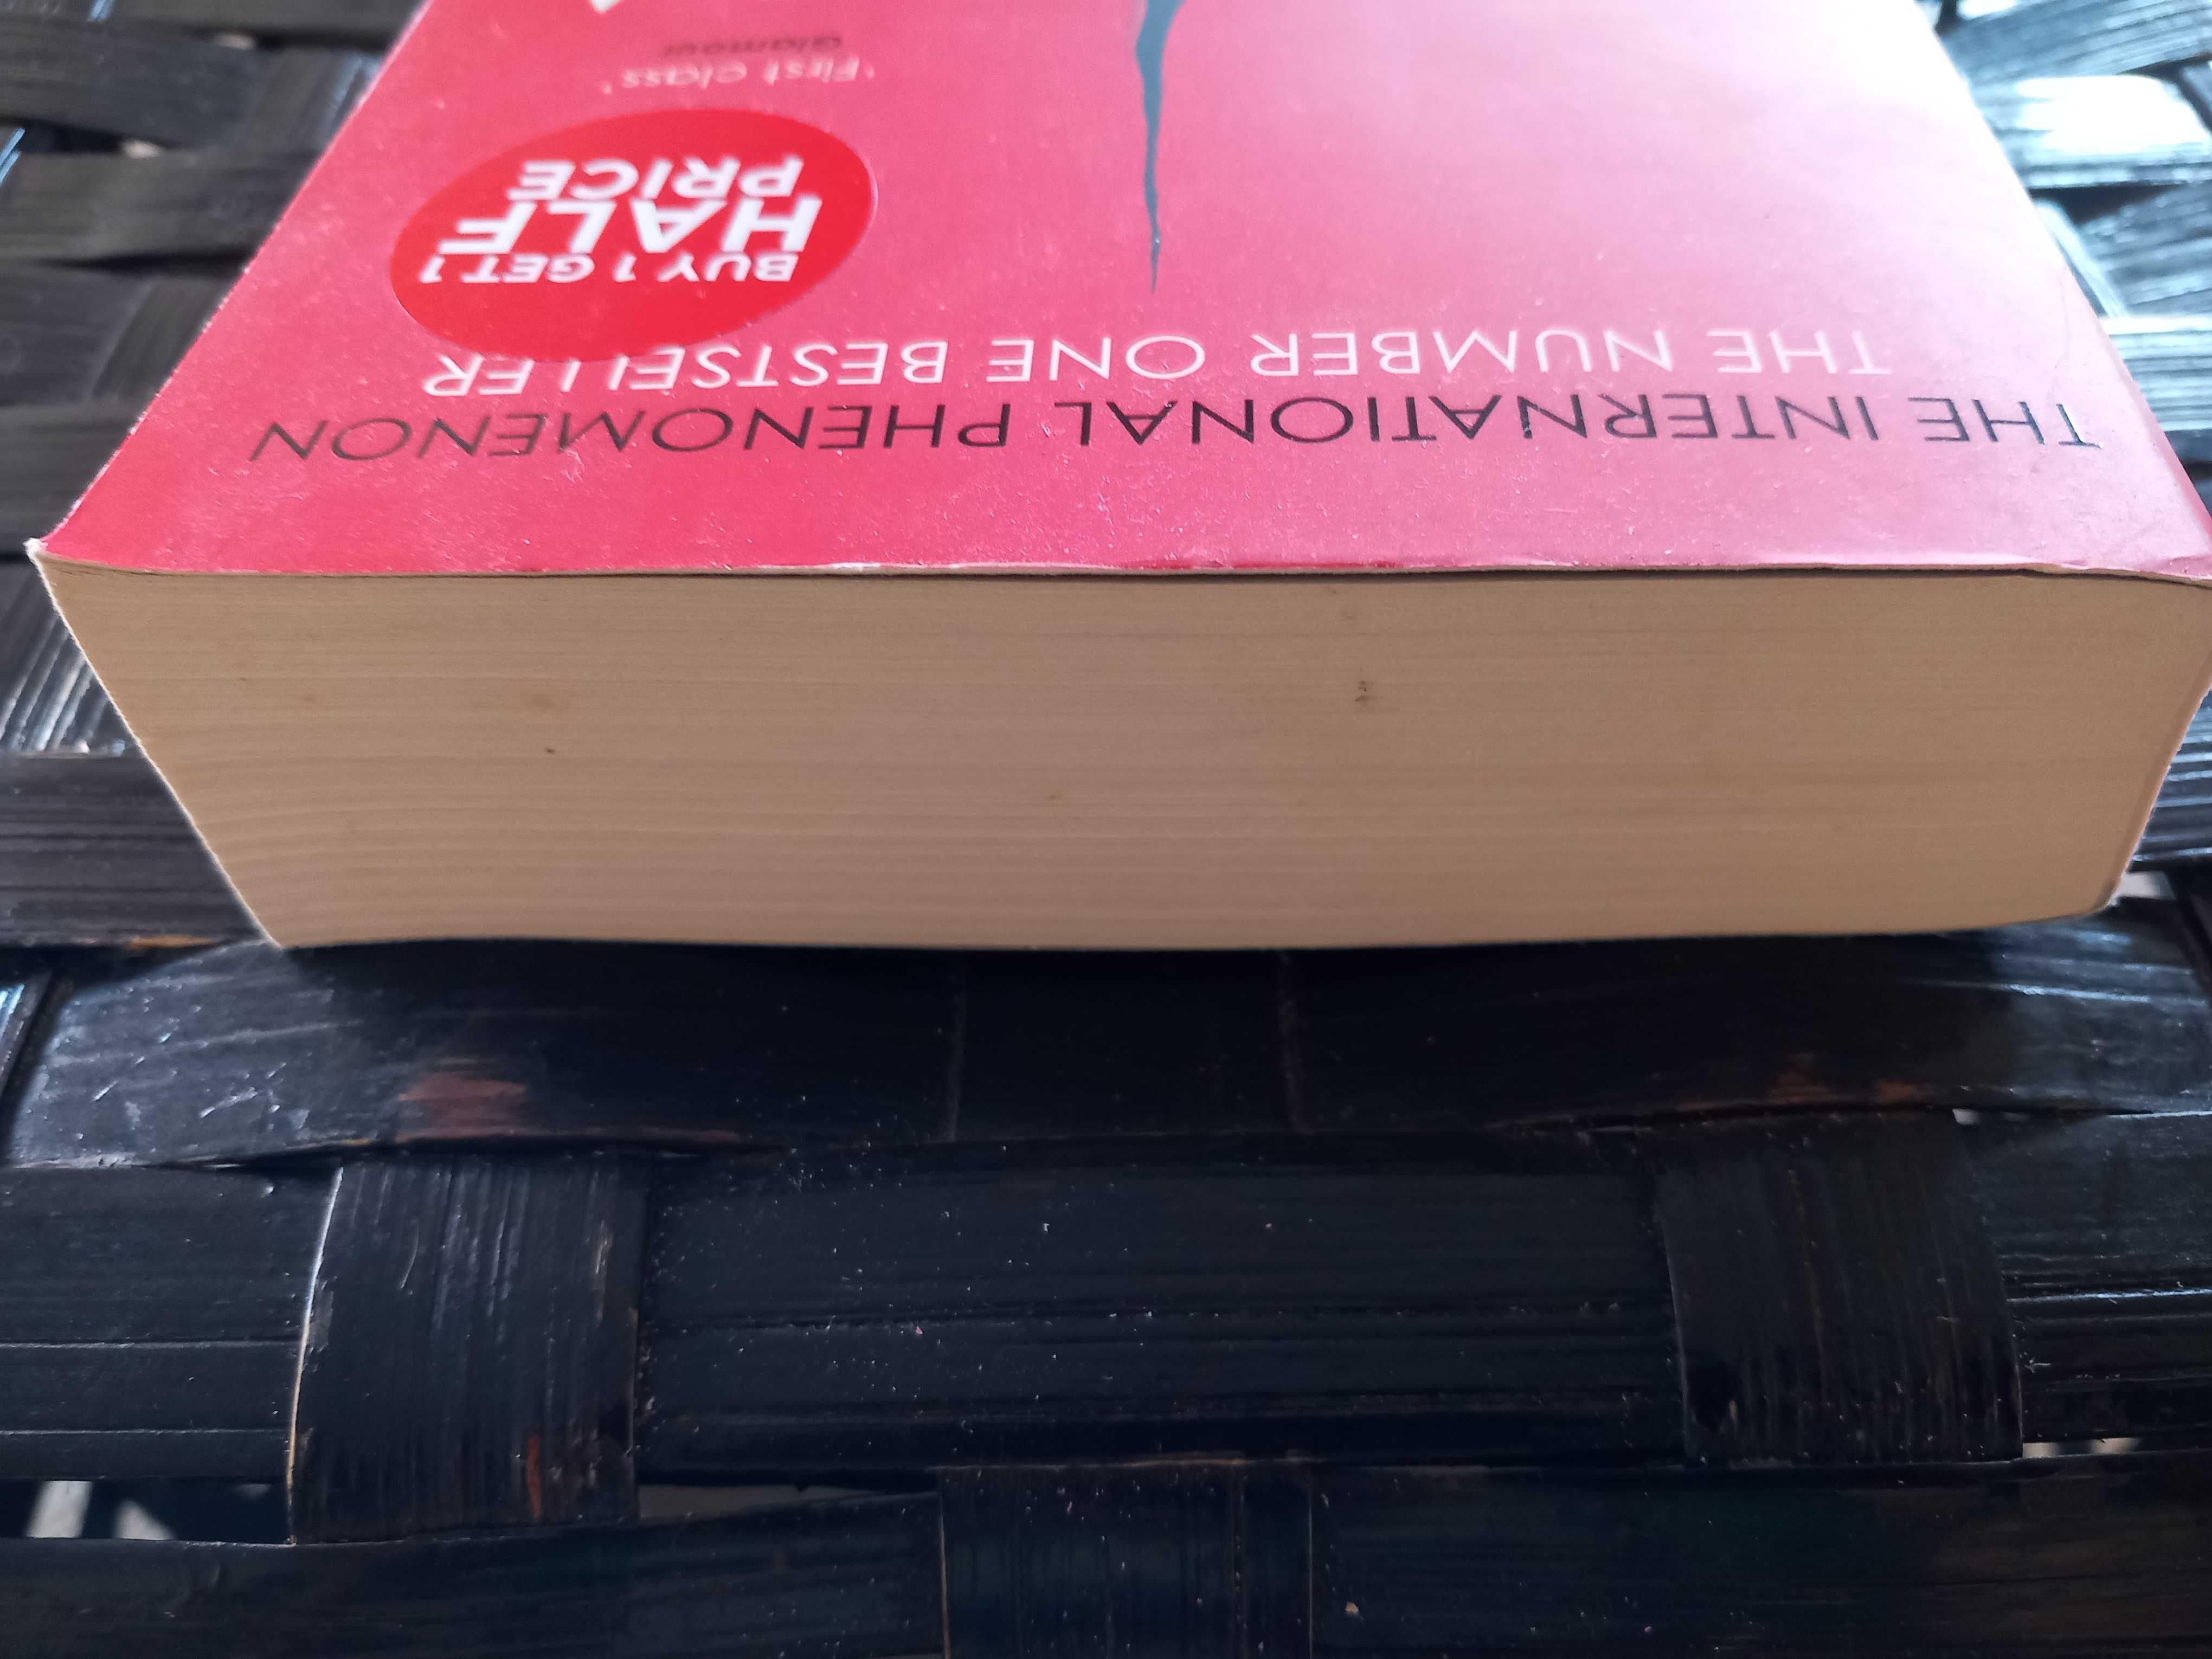 THE INTERNATIONAL PHENOMENON
THE NUMBER ONE BESTSELLER
BUY 1 GET 1
HALF
PRICE
'First class'
Glamour